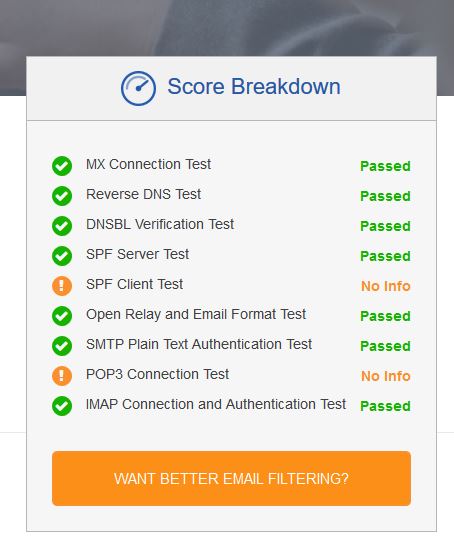 Score Breakdown
MX Connection Test Passed
Reverse DNS Test Passed
DNSBL Verification Test Passed
SPF Server Test Passed
SPF Client Test No Info
Open Relay and Email Format Test Passed
SMTP Plain Text Authentication Test Passed
POP3 Connection Test No Info
IMAP Connection and Authentication Test Passed
WANT BETTER EMAIL FILTERING?